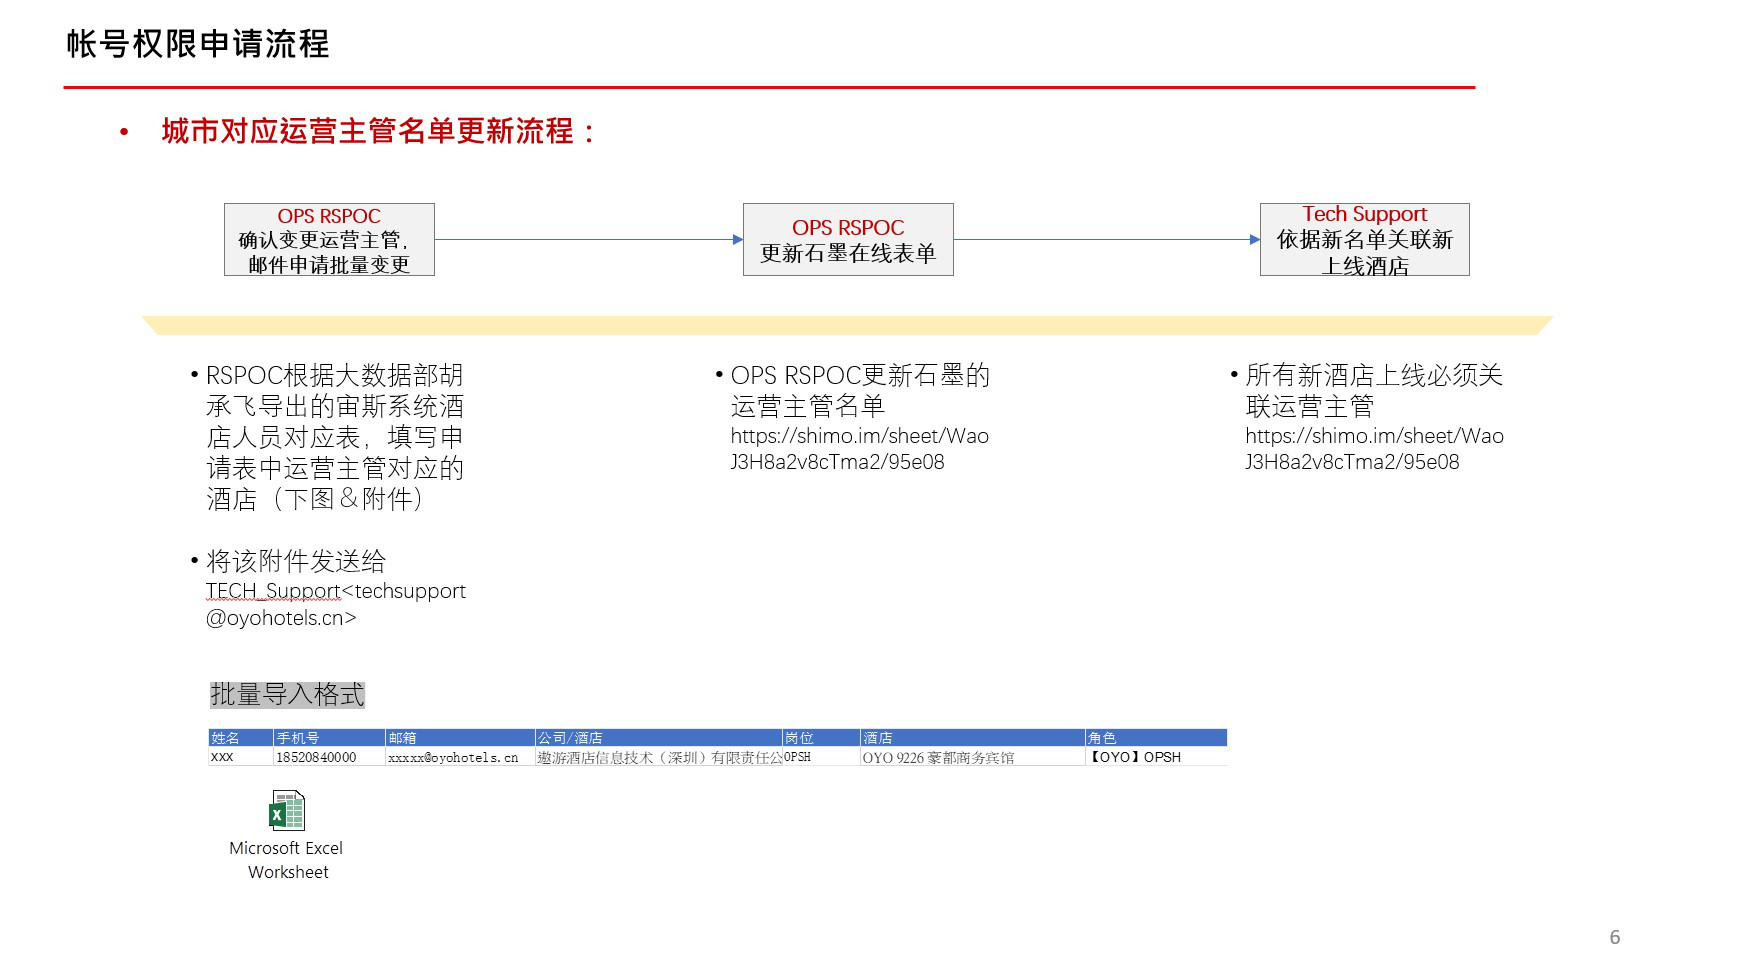 帐号权限申请流程
• 城市对应运营主管名单更新流程：
OPS RSPOC
确认变更运营主管，
邮件申请批量变更
OPS RSPOC
更新石墨在线表单
Tech Support
依据新名单关联新
上线酒店
• RSPOC根据大数据部胡
承飞导出的宙斯系统酒
店人员对应表，填写申
请表中运营主管对应的
酒店（下图＆附件）
• 将该附件发送给
TECH_Support<techsupport
@oyohotels.cn>
• OPS RSPOC更新石墨的
运营主管名单
https://shimo.im/sheet/Wao
J3H8a2v8cTma2/95e08
• 所有新酒店上线必须关
联运营主管
https://shimo.im/sheet/Wao
J3H8a2v8cTma2/95e08
批量导入格式
姓名 手机号 邮箱 公司/酒店 岗位 酒店 角色
xxx 18520840000 xxxxx@oyohotels.cn 遨游酒店信息技术（深圳）有限责任公 OPSH OYO 9226 豪都商务宾馆 【OYO】OPSH
Microsoft Excel
Worksheet
6